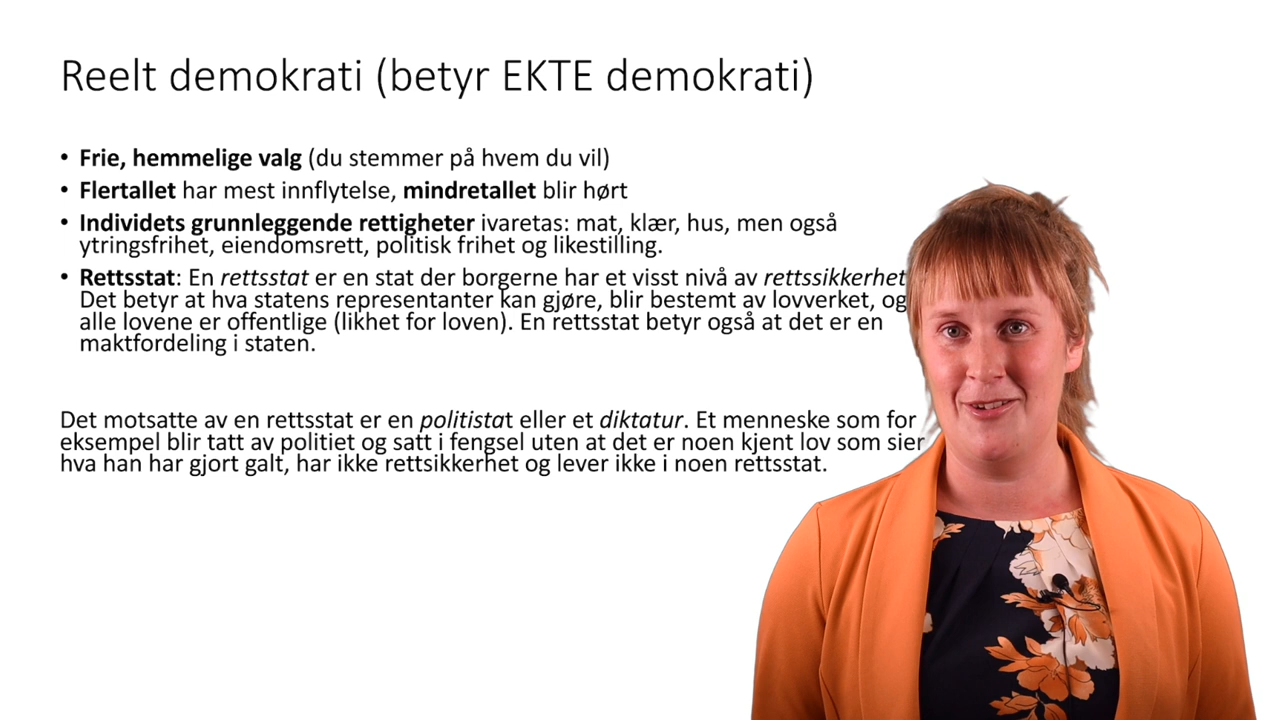 Reelt demokrati (betyr EKTE demokrati)
• Frie, hemmelige valg (du stemmer på hvem du vil)
• Flertallet har mest innflytelse, mindretallet blir hørt
• Individets grunnleggende rettigheter ivaretas: mat, klær, hus, men også
ytringsfrihet, eiendomsrett, politisk frihet og likestilling.
• Rettsstat: En rettsstat er en stat der borgerne har et visst nivå av rettssikkerhet
Det betyr at hva statens representanter kan gjøre, blir bestemt av lovverket, og
alle lovene er offentlige (likhet for loven). En rettsstat betyr også at det er en
maktfordeling i staten.
Det motsatte av en rettsstat er en politistat eller et diktatur. Et menneske som for
eksempel blir tatt av politiet og satt i fengsel uten at det er noen kjent lov som sier
hva han har gjort galt, har ikke rettsikkerhet og lever ikke i noen rettsstat.